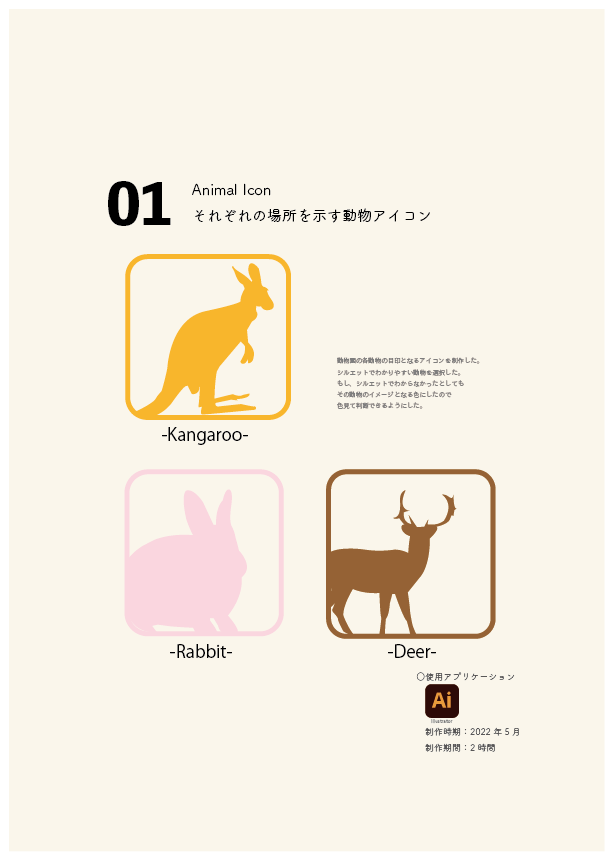 01
Animal Icon
それぞれの場所を示す動物アイコン
動物園の各動物の目印となるアイコンを制作した。
シルエットでわかりやすい動物を選択した。
もし、シルエットでわからなかったとしても
その動物のイメージとなる色にしたので
色見て判断できるようにした。
-Kangaroo-
-Rabbit-
-Deer-
○使用アプリケーション
Ai
Illustrator
制作時期：2022 年 5 月
制作期間：2 時間